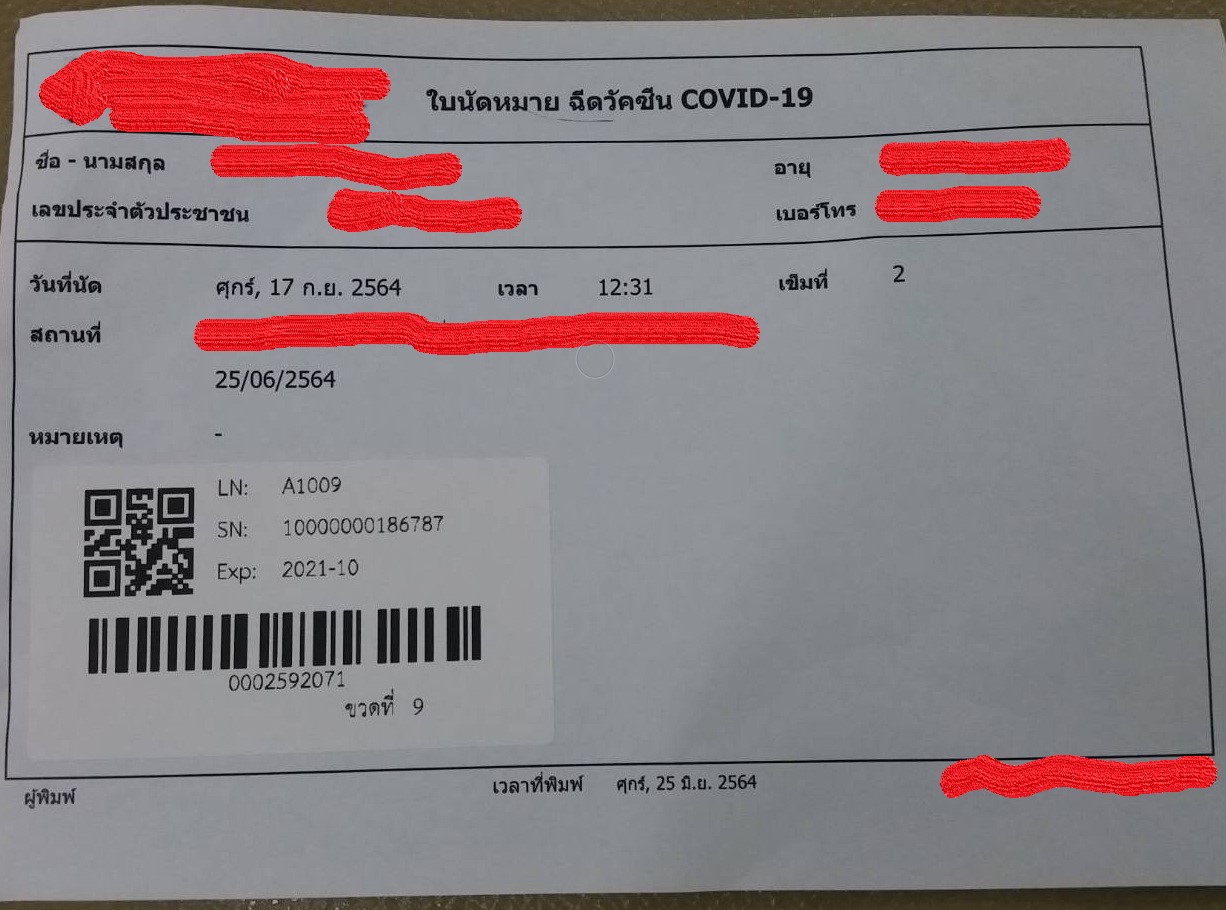 ใบนัดหมาย ฉีดวัคซีน COVID-19
ชื่อ - นามสกุล อายุ
เลขประจำตัวประชาชน เบอร์โทร
วันที่นัด ศุกร์, 17 ก.ย. 2564 เวลา 12:31 เข็มที่ 2
สถานที่
25/06/2564
หมายเหตุ -
LN: A1009
SN: 10000000186787
Exp: 2021-10
0002592071
ขวดที่ 9
ผู้พิมพ์ เวลาที่พิมพ์ ศุกร์, 25 มิ.ย. 2564